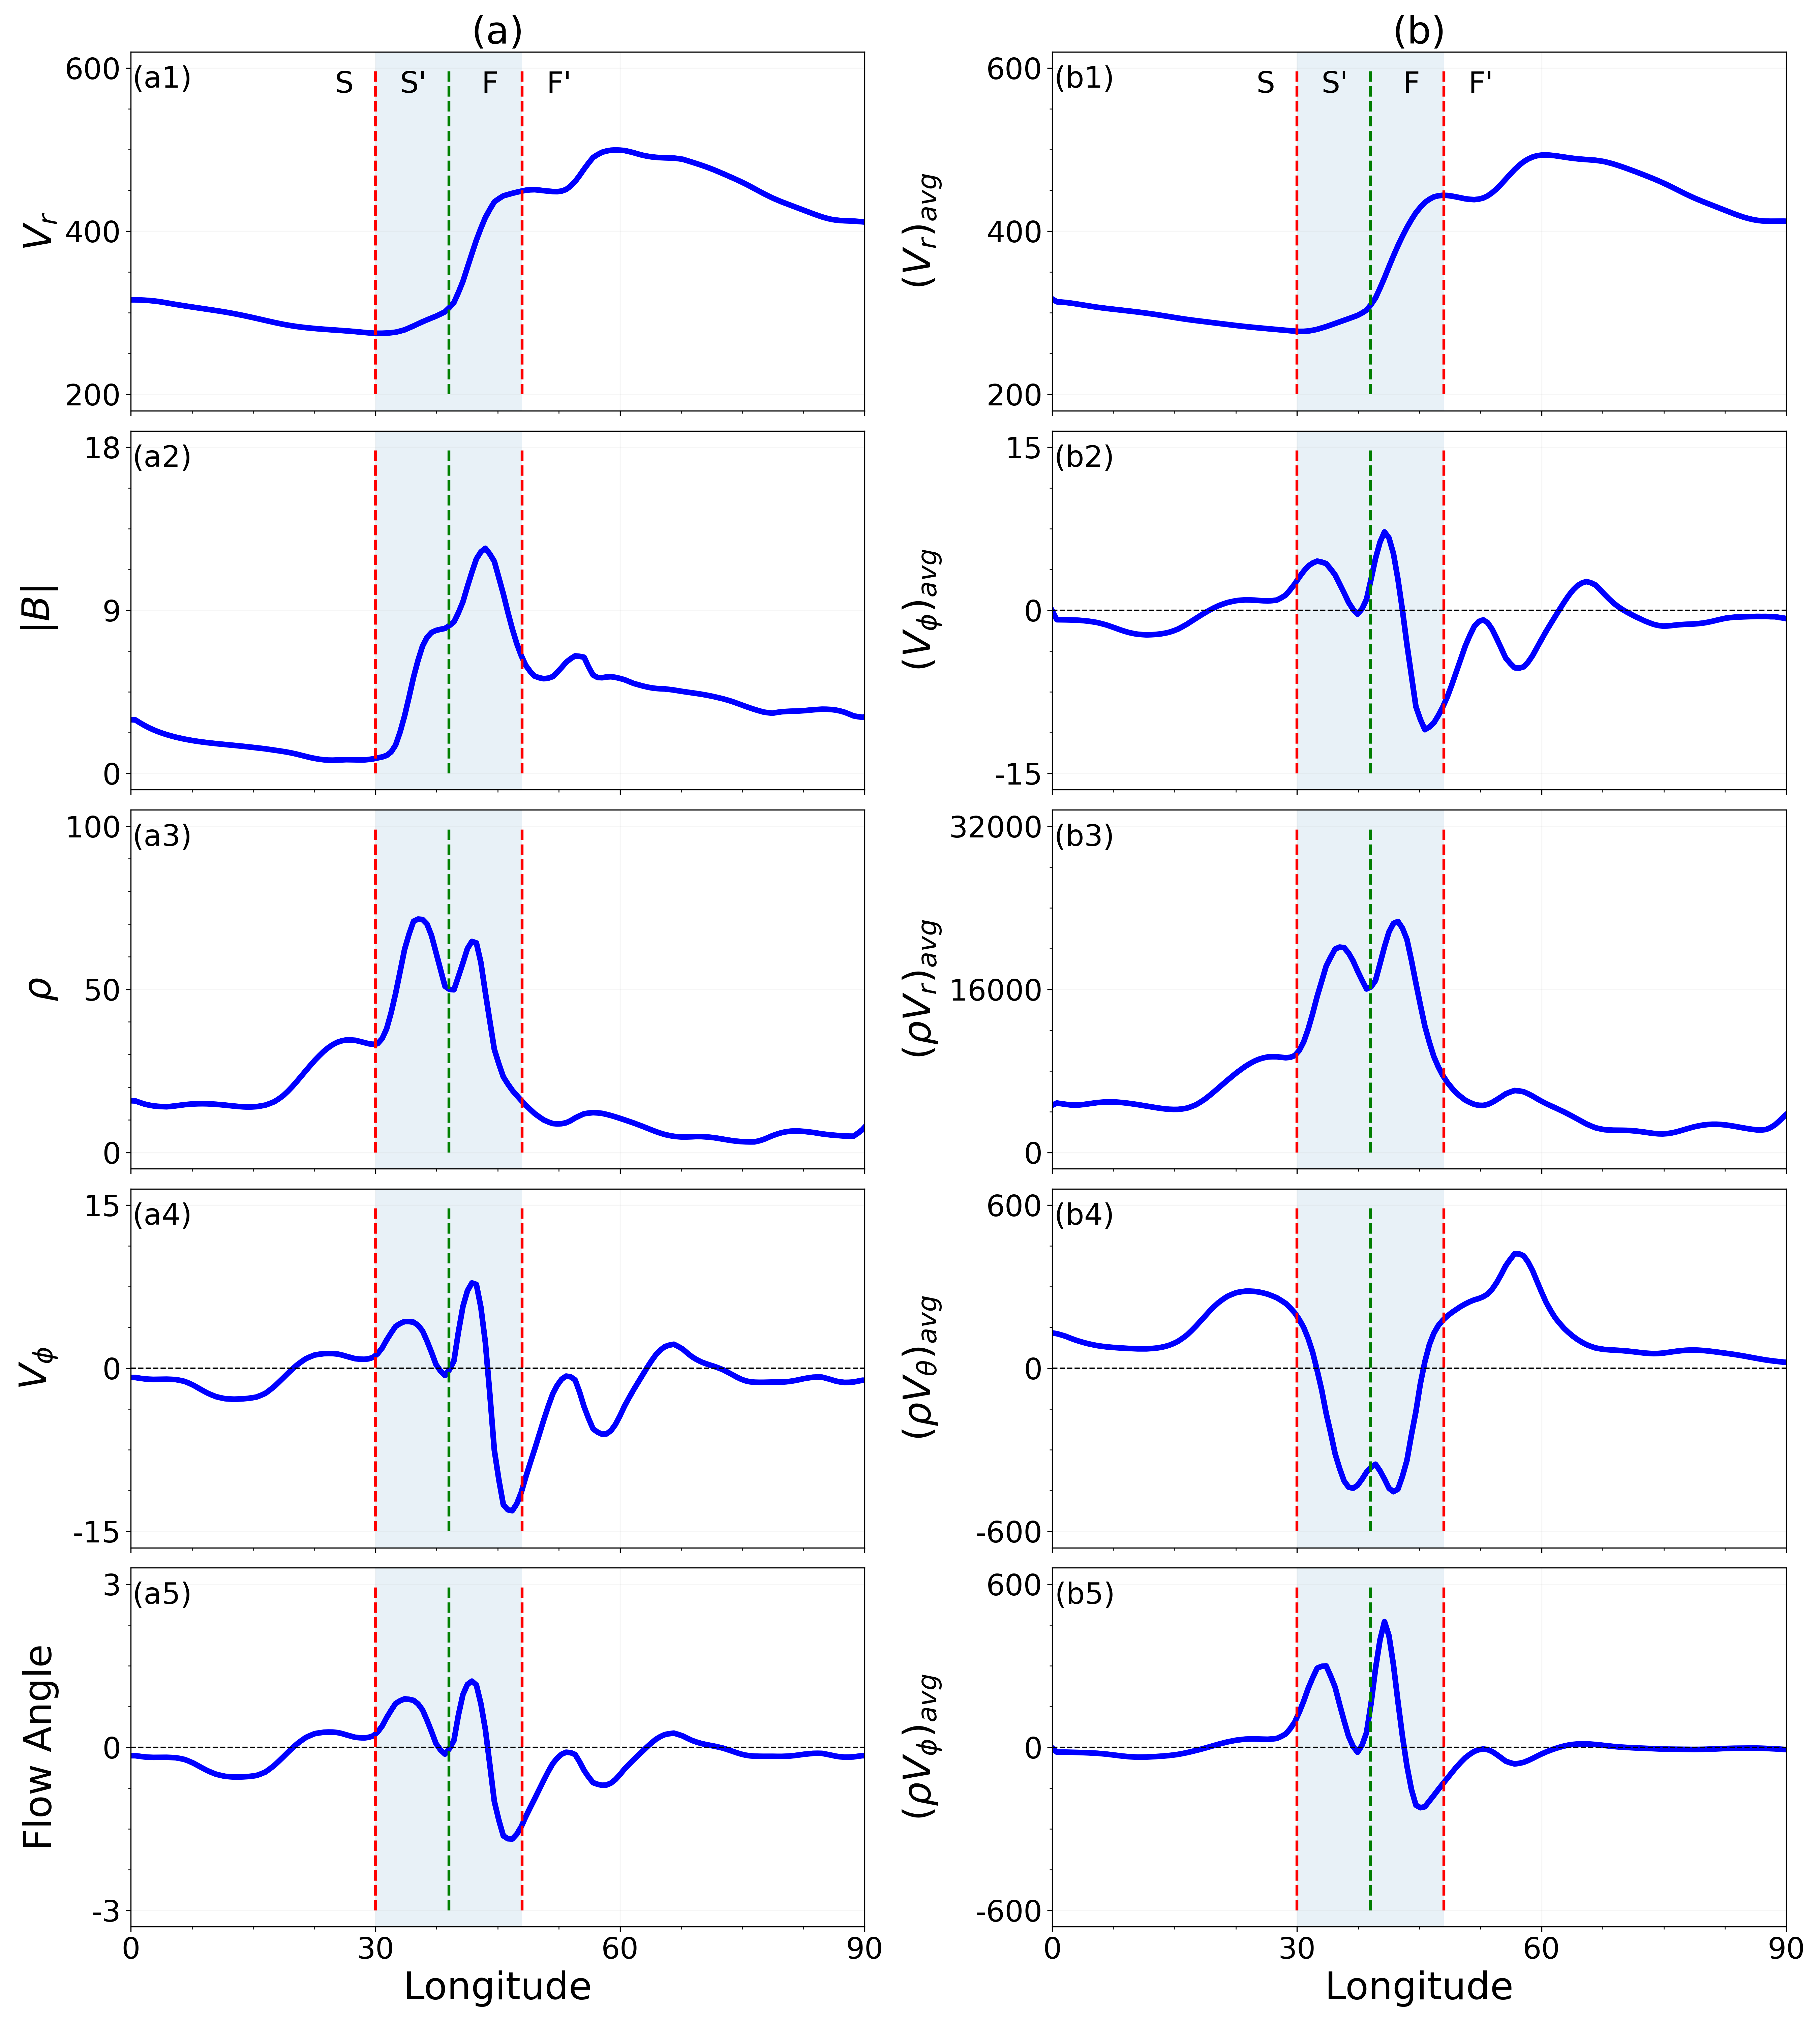 (a)
(a1)
S S' F F'
600
400
200
V_r
(a2)
18
9
0
|B|
(a3)
100
50
0
ρ
(a4)
15
0
-15
V_ϕ
(a5)
3
0
-3
Flow Angle
0 30 60 90
Longitude
(b)
(b1)
S S' F F'
600
400
200
(V_r)_avg
(b2)
15
0
-15
(V_ϕ)_avg
(b3)
32000
16000
0
(ρV_r)_avg
(b4)
600
0
-600
(ρV_θ)_avg
(b5)
600
0
-600
(ρV_ϕ)_avg
0 30 60 90
Longitude